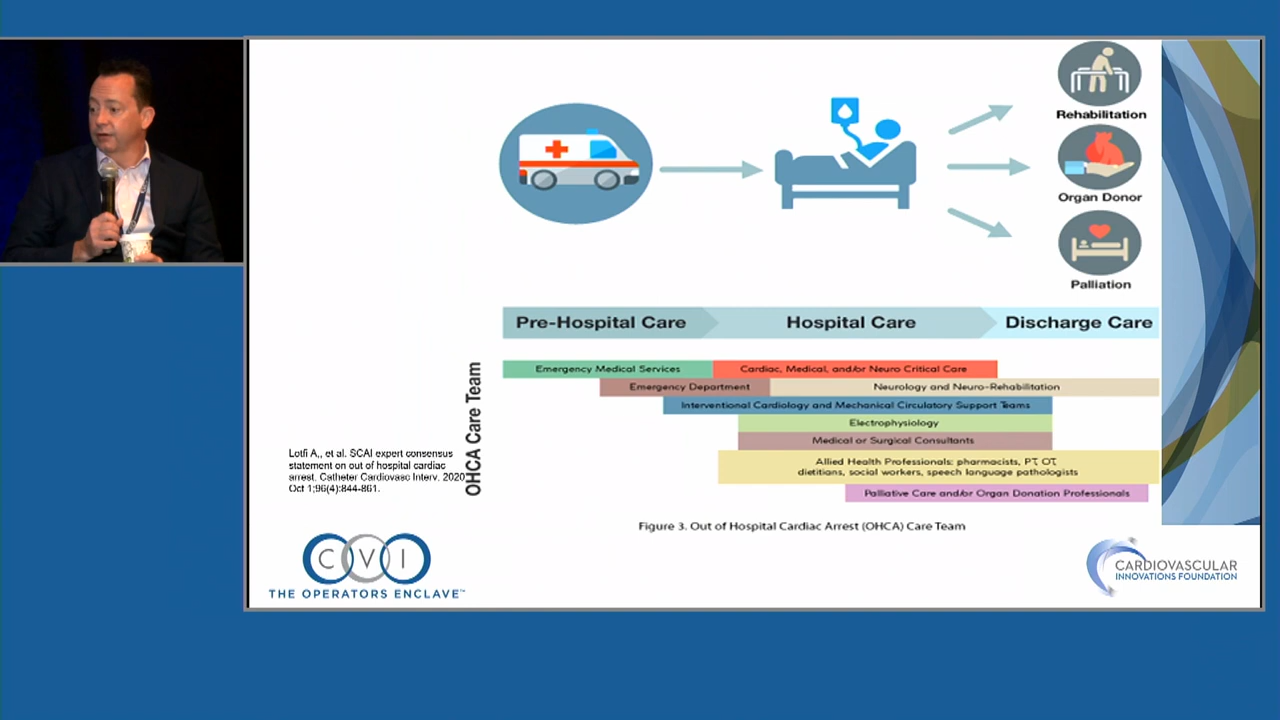 Rehabilitation
Organ Donor
Palliation
Pre-Hospital Care
Hospital Care
Discharge Care
OHCA Care Team
Emergency Medical Services
Cardiac, Medical, and/or Neuro Critical Care
Emergency Department
Neurology and Neuro-Rehabilitation
Interventional Cardiology and Mechanical Circulatory Support Teams
Electrophysiology
Medical or Surgical Consultants
Allied Health Professionals: pharmacists, PT, OT,
dietitians, social workers, speech language pathologists
Palliative Care and/or Organ Donation Professionals
Figure 3. Out of Hospital Cardiac Arrest (OHCA) Care Team
Lotfi A,, et al. SCAI expert consensus
statement on out of hospital cardiac
arrest. Catheter Cardiovasc Interv. 2020
Oct 1;96(4):844-861.
CVI
THE OPERATORS ENCLAVE™
CARDIOVASCULAR
INNOVATIONS FOUNDATION